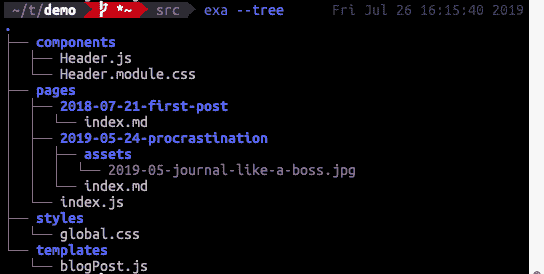 ~/t/demo *~ src exa --tree Fri Jul 26 16:15:40 2019
.
├── components
│   ├── Header.js
│   └── Header.module.css
├── pages
│   ├── 2018-07-21-first-post
│   │   └── index.md
│   ├── 2019-05-24-procrastination
│   │   ├── assets
│   │   │   └── 2019-05-journal-like-a-boss.jpg
│   │   └── index.md
│   └── index.js
├── styles
│   └── global.css
└── templates
    └── blogPost.js